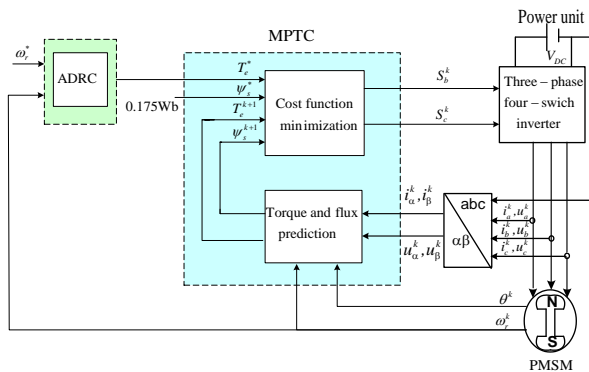 Power unit
MPTC
V_DC
ω_r^*
ADRC
T_e^*
ψ_s^*
0.175Wb
T_e^{k+1}
ψ_s^{k+1}
Cost function
minimization
S_b^k
S_c^k
Three – phase
four – swich
inverter
Torque and flux
prediction
i_α^k, i_β^k
u_α^k, u_β^k
abc
αβ
i_a^k, u_a^k
i_b^k, u_b^k
i_c^k, u_c^k
θ^k
ω_r^k
N
S
PMSM